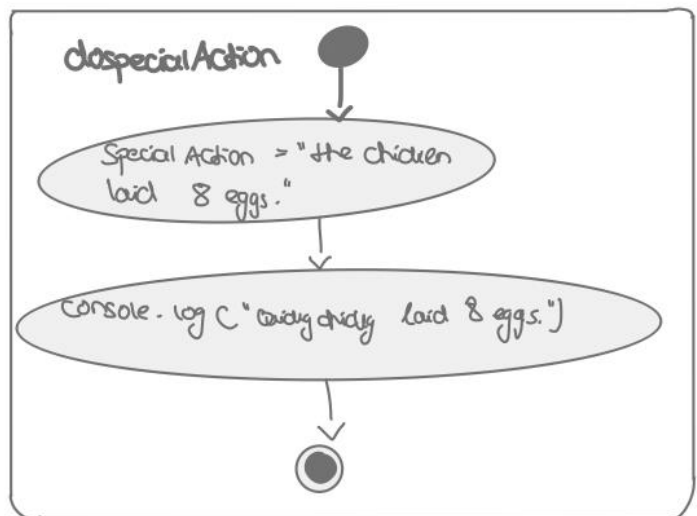 dospecialAction
Special Action = "the chicken
laid 8 eggs."
console.log ( " laid 8 eggs.")